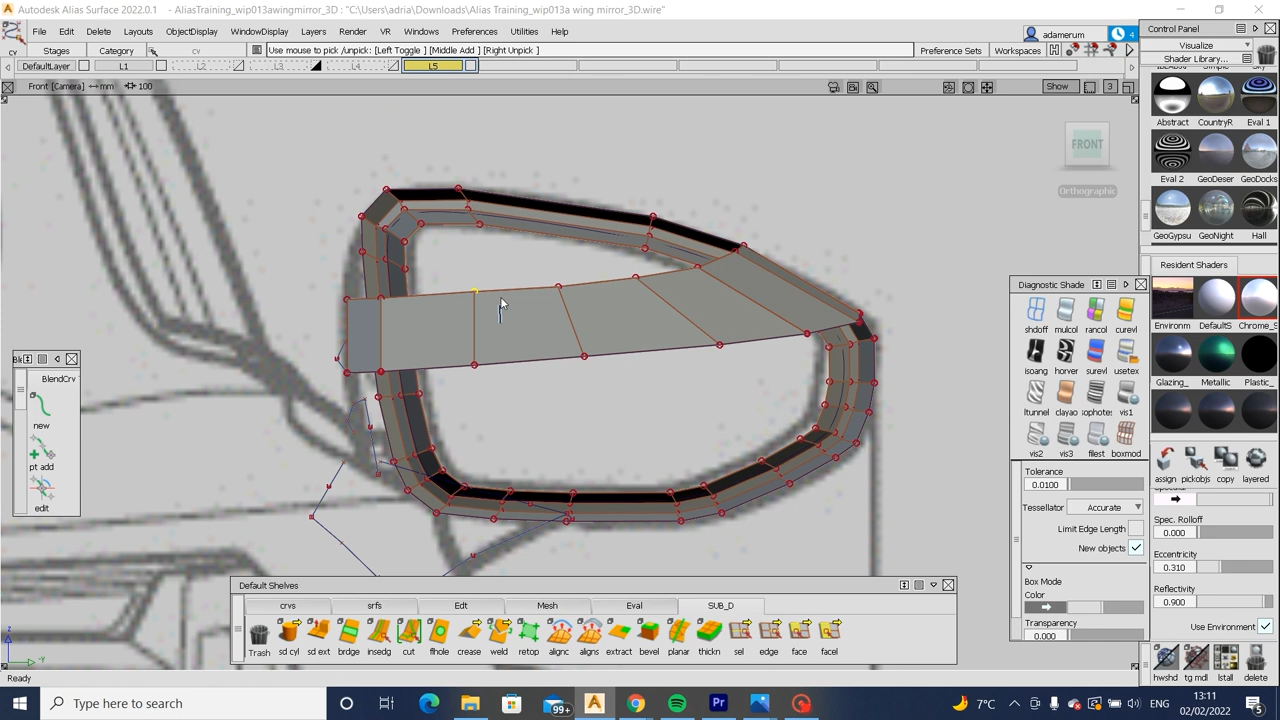 Autodesk Alias Surface 2022.0.1 - AliasTraining_wip013awingmirror_3D : "C:\Users\adria\Downloads\Alias Training_wip013a wing mirror_3D.wire"
File Edit Delete Layouts ObjectDisplay WindowDisplay Layers Canvas Render VR Windows Preferences Utilities Help
adamerum 4
cv Stages Category cv Use mouse to pick /unpick: [Left Toggle ] [Middle Add ] [Right Unpick ] Preference Sets Workspaces
DefaultLayer L1 L2 L3 L4 L5
Front [Camera] mm 100 Show 3
FRONT
Orthographic
Control Panel
Visualize
Shader Library...
Abstract CountryR Eval 1
Eval 2 GeoDeser GeoDocks
GeoGypsu GeoNight Hall
Resident Shaders
Environm DefaultS Chrome_S
Glazing_ Metallic Plastic_
assign pickobjs copy layered
Spec. Rolloff
0.000
Eccentricity
0.310
Reflectivity
0.900
Use Environment
hwshd tg mdl lstall delete
Diagnostic Shade
shdoff mulcol rancol curevl
isoang horver surevl usetex
ltunnel clayao isophotes vis1
vis2 vis3 filest boxmod
Tolerance
0.0100
Tessellator Accurate
Limit Edge Length
New objects
Box Mode
Color
Transparency
0.000
BlendCrv
new
pt add
edit
Default Shelves
crvs srfs Edt Mesh Eval SUB_D
Trash sd cyl sd ext brdge insedg cut flhole crease weld retop alignc aligns extract bevel planar thickn sel edge face facel
z
-Y
Ready
Type here to search
99+
7°C ENG
13:11
02/02/2022
5